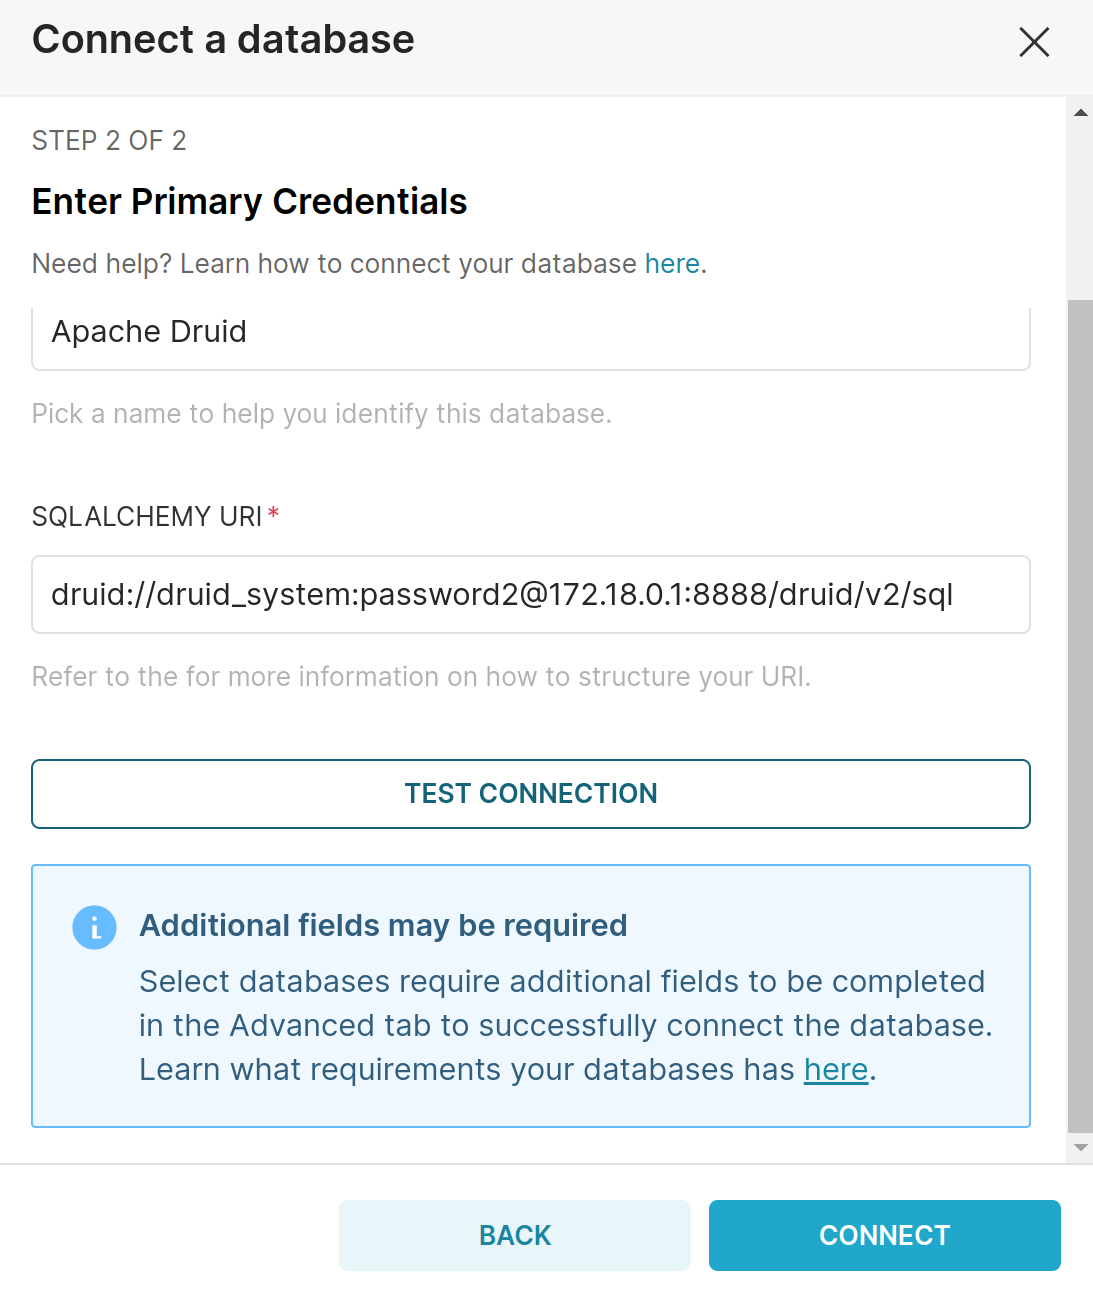 Connect a database
STEP 2 OF 2
Enter Primary Credentials
Need help? Learn how to connect your database here.
Apache Druid
Pick a name to help you identify this database.
SQLALCHEMY URI*
druid://druid_system:password2@172.18.0.1:8888/druid/v2/sql
Refer to the for more information on how to structure your URI.
TEST CONNECTION
Additional fields may be required
Select databases require additional fields to be completed
in the Advanced tab to successfully connect the database.
Learn what requirements your databases has here.
BACK
CONNECT